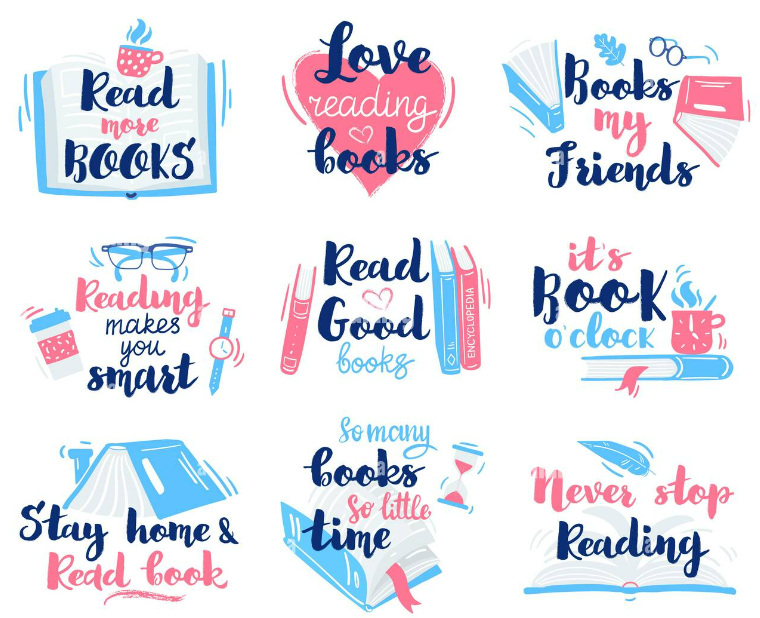 Read
more
BOOKS
Love
reading
books
Books
my
Friends
Reading
makes
you
smart
Read
Good
books
ENCYCLOPEDIA
it's
BOOK
o'clock
Stay home &
Read book
So many
books
So little
time
Never stop
Reading